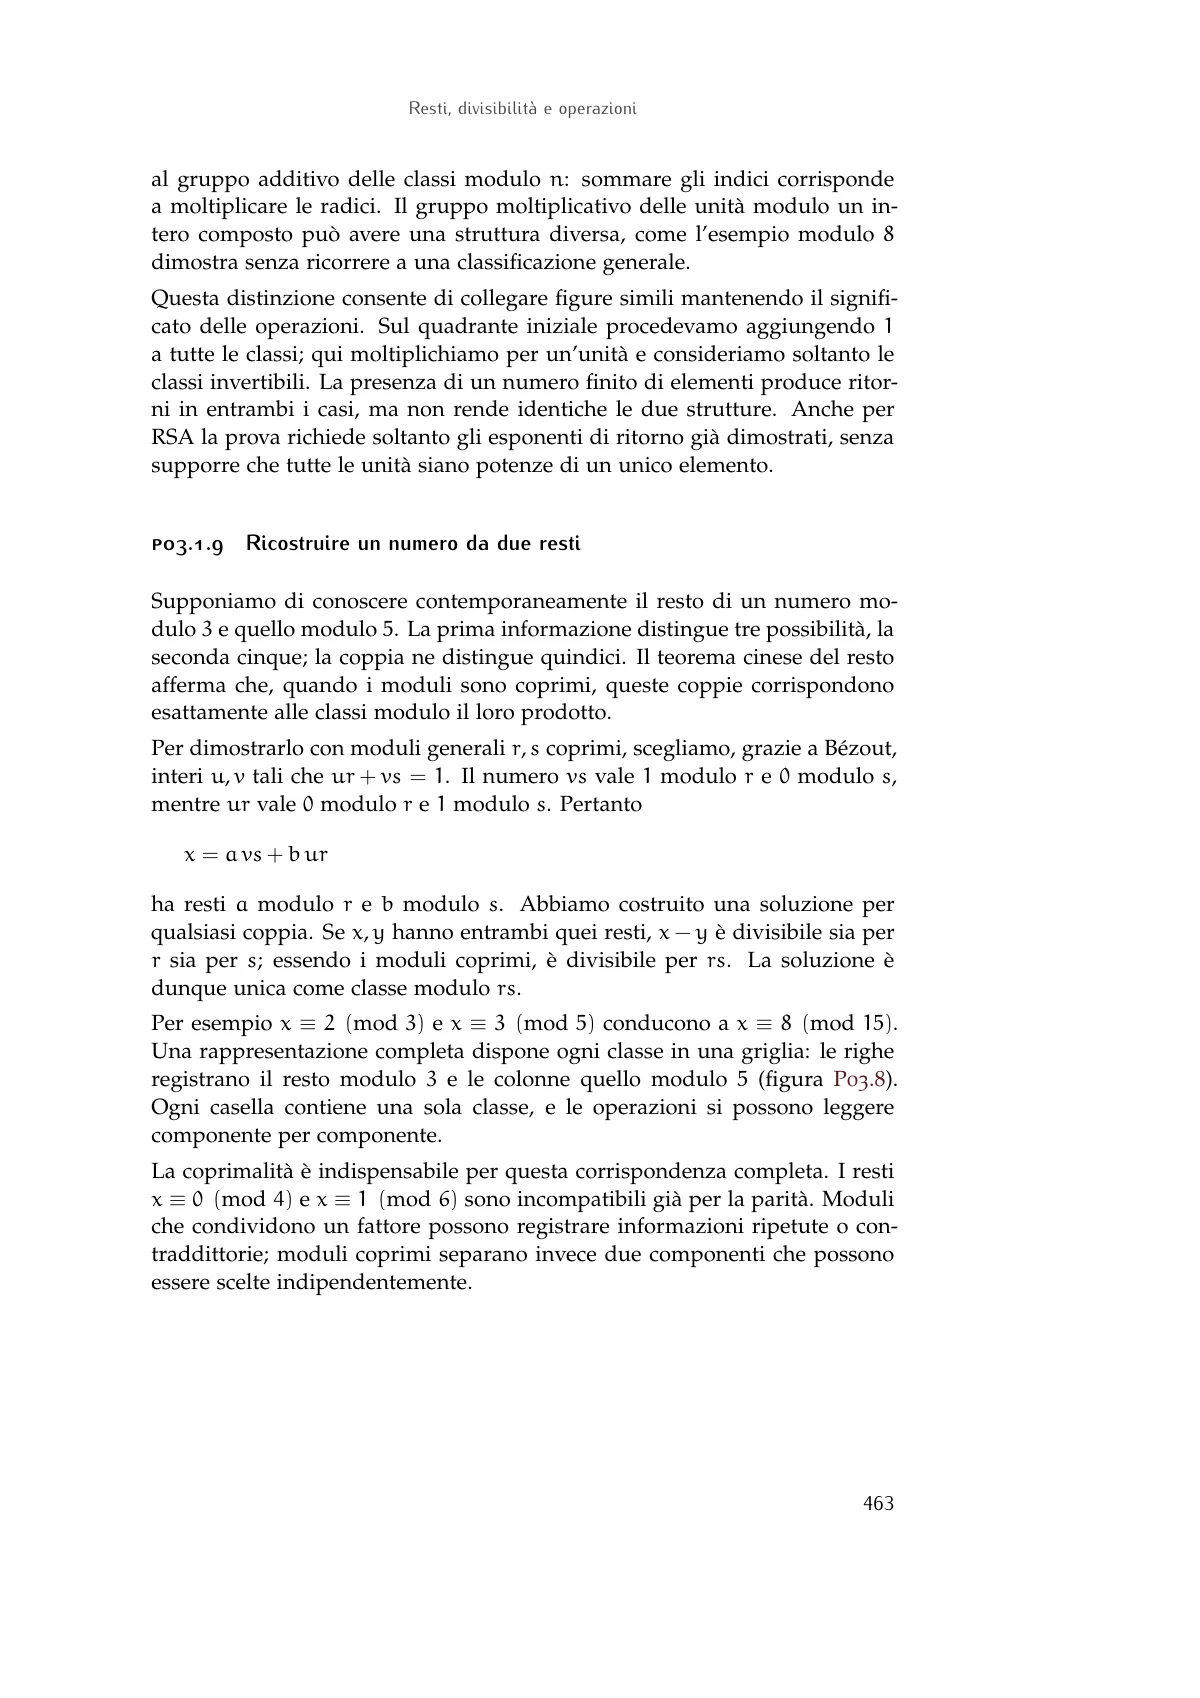 Resti, divisibilità e operazioni
al gruppo additivo delle classi modulo n: sommare gli indici corrisponde
a moltiplicare le radici. Il gruppo moltiplicativo delle unità modulo un in-
tero composto può avere una struttura diversa, come l'esempio modulo 8
dimostra senza ricorrere a una classificazione generale.
Questa distinzione consente di collegare figure simili mantenendo il signifi-
cato delle operazioni. Sul quadrante iniziale procedevamo aggiungendo 1
a tutte le classi; qui moltiplichiamo per un'unità e consideriamo soltanto le
classi invertibili. La presenza di un numero finito di elementi produce ritor-
ni in entrambi i casi, ma non rende identiche le due strutture. Anche per
RSA la prova richiede soltanto gli esponenti di ritorno già dimostrati, senza
supporre che tutte le unità siano potenze di un unico elemento.
P03.1.9 Ricostruire un numero da due resti
Supponiamo di conoscere contemporaneamente il resto di un numero mo-
dulo 3 e quello modulo 5. La prima informazione distingue tre possibilità, la
seconda cinque; la coppia ne distingue quindici. Il teorema cinese del resto
afferma che, quando i moduli sono coprimi, queste coppie corrispondono
esattamente alle classi modulo il loro prodotto.
Per dimostrarlo con moduli generali r, s coprimi, scegliamo, grazie a Bézout,
interi u, v tali che ur + vs = 1. Il numero vs vale 1 modulo r e 0 modulo s,
mentre ur vale 0 modulo r e 1 modulo s. Pertanto
x = a vs + b ur
ha resti a modulo r e b modulo s. Abbiamo costruito una soluzione per
qualsiasi coppia. Se x, y hanno entrambi quei resti, x − y è divisibile sia per
r sia per s; essendo i moduli coprimi, è divisibile per rs. La soluzione è
dunque unica come classe modulo rs.
Per esempio x ≡ 2 (mod 3) e x ≡ 3 (mod 5) conducono a x ≡ 8 (mod 15).
Una rappresentazione completa dispone ogni classe in una griglia: le righe
registrano il resto modulo 3 e le colonne quello modulo 5 (figura P03.8).
Ogni casella contiene una sola classe, e le operazioni si possono leggere
componente per componente.
La coprimalità è indispensabile per questa corrispondenza completa. I resti
x ≡ 0 (mod 4) e x ≡ 1 (mod 6) sono incompatibili già per la parità. Moduli
che condividono un fattore possono registrare informazioni ripetute o con-
traddittorie; moduli coprimi separano invece due componenti che possono
essere scelte indipendentemente.
463